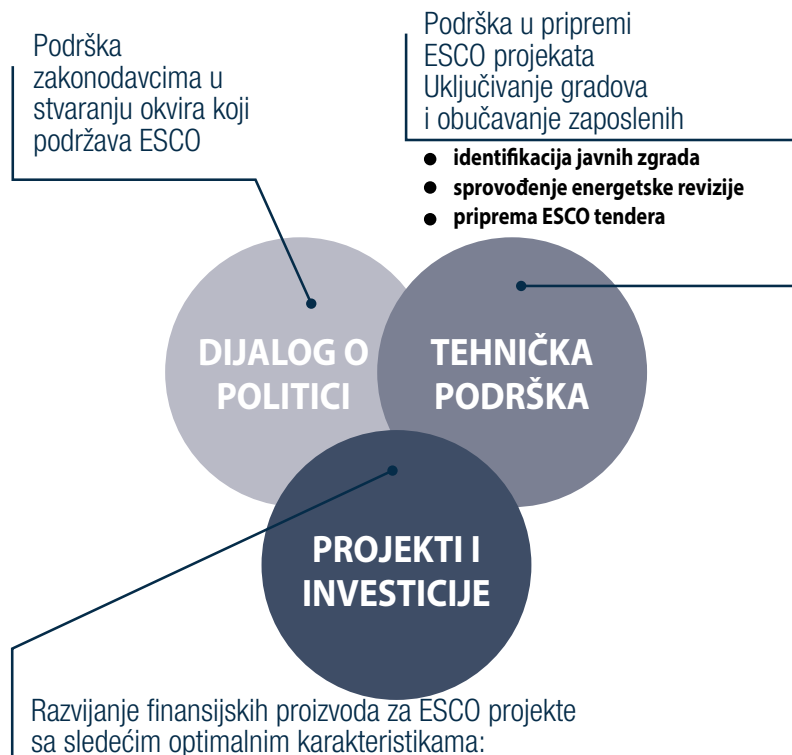 Podrška
zakonodavcima u
stvaranju okvira koji
podržava ESCO
Podrška u pripremi
ESCO projekata
Uključivanje gradova
i obučavanje zaposlenih
● identifikacija javnih zgrada
● sprovođenje energetske revizije
● priprema ESCO tendera
DIJALOG O
POLITICI
TEHNIČKA
PODRŠKA
PROJEKTI I
INVESTICIJE
Razvijanje finansijskih proizvoda za ESCO projekte
sa sledećim optimalnim karakteristikama: